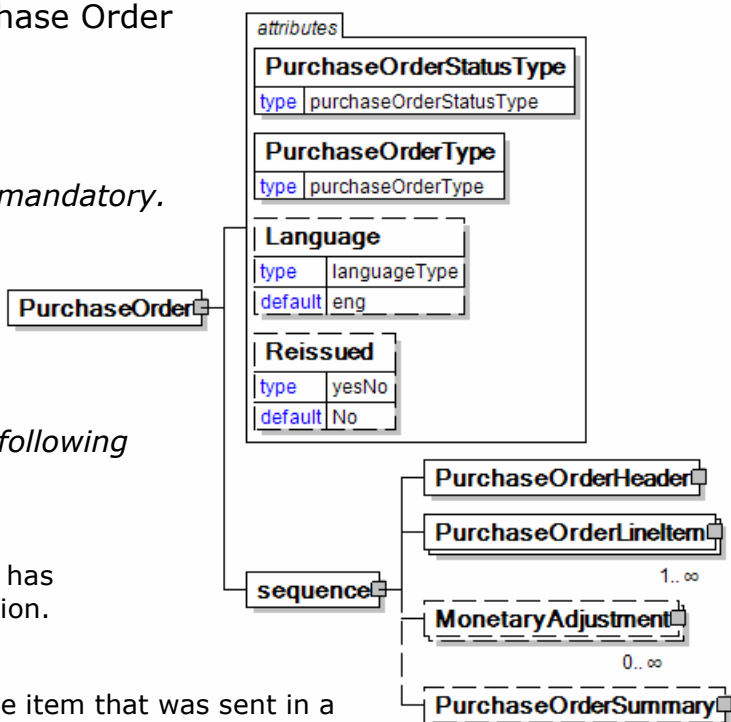 hase Order
mandatory.
following
has
ion.
e item that was sent in a
attributes
PurchaseOrderStatusType
type purchaseOrderStatusType
PurchaseOrderType
type purchaseOrderType
Language
type languageType
default eng
Reissued
type yesNo
default No
PurchaseOrder
sequence
PurchaseOrderHeader
PurchaseOrderLineItem
1.. ∞
MonetaryAdjustment
0.. ∞
PurchaseOrderSummary